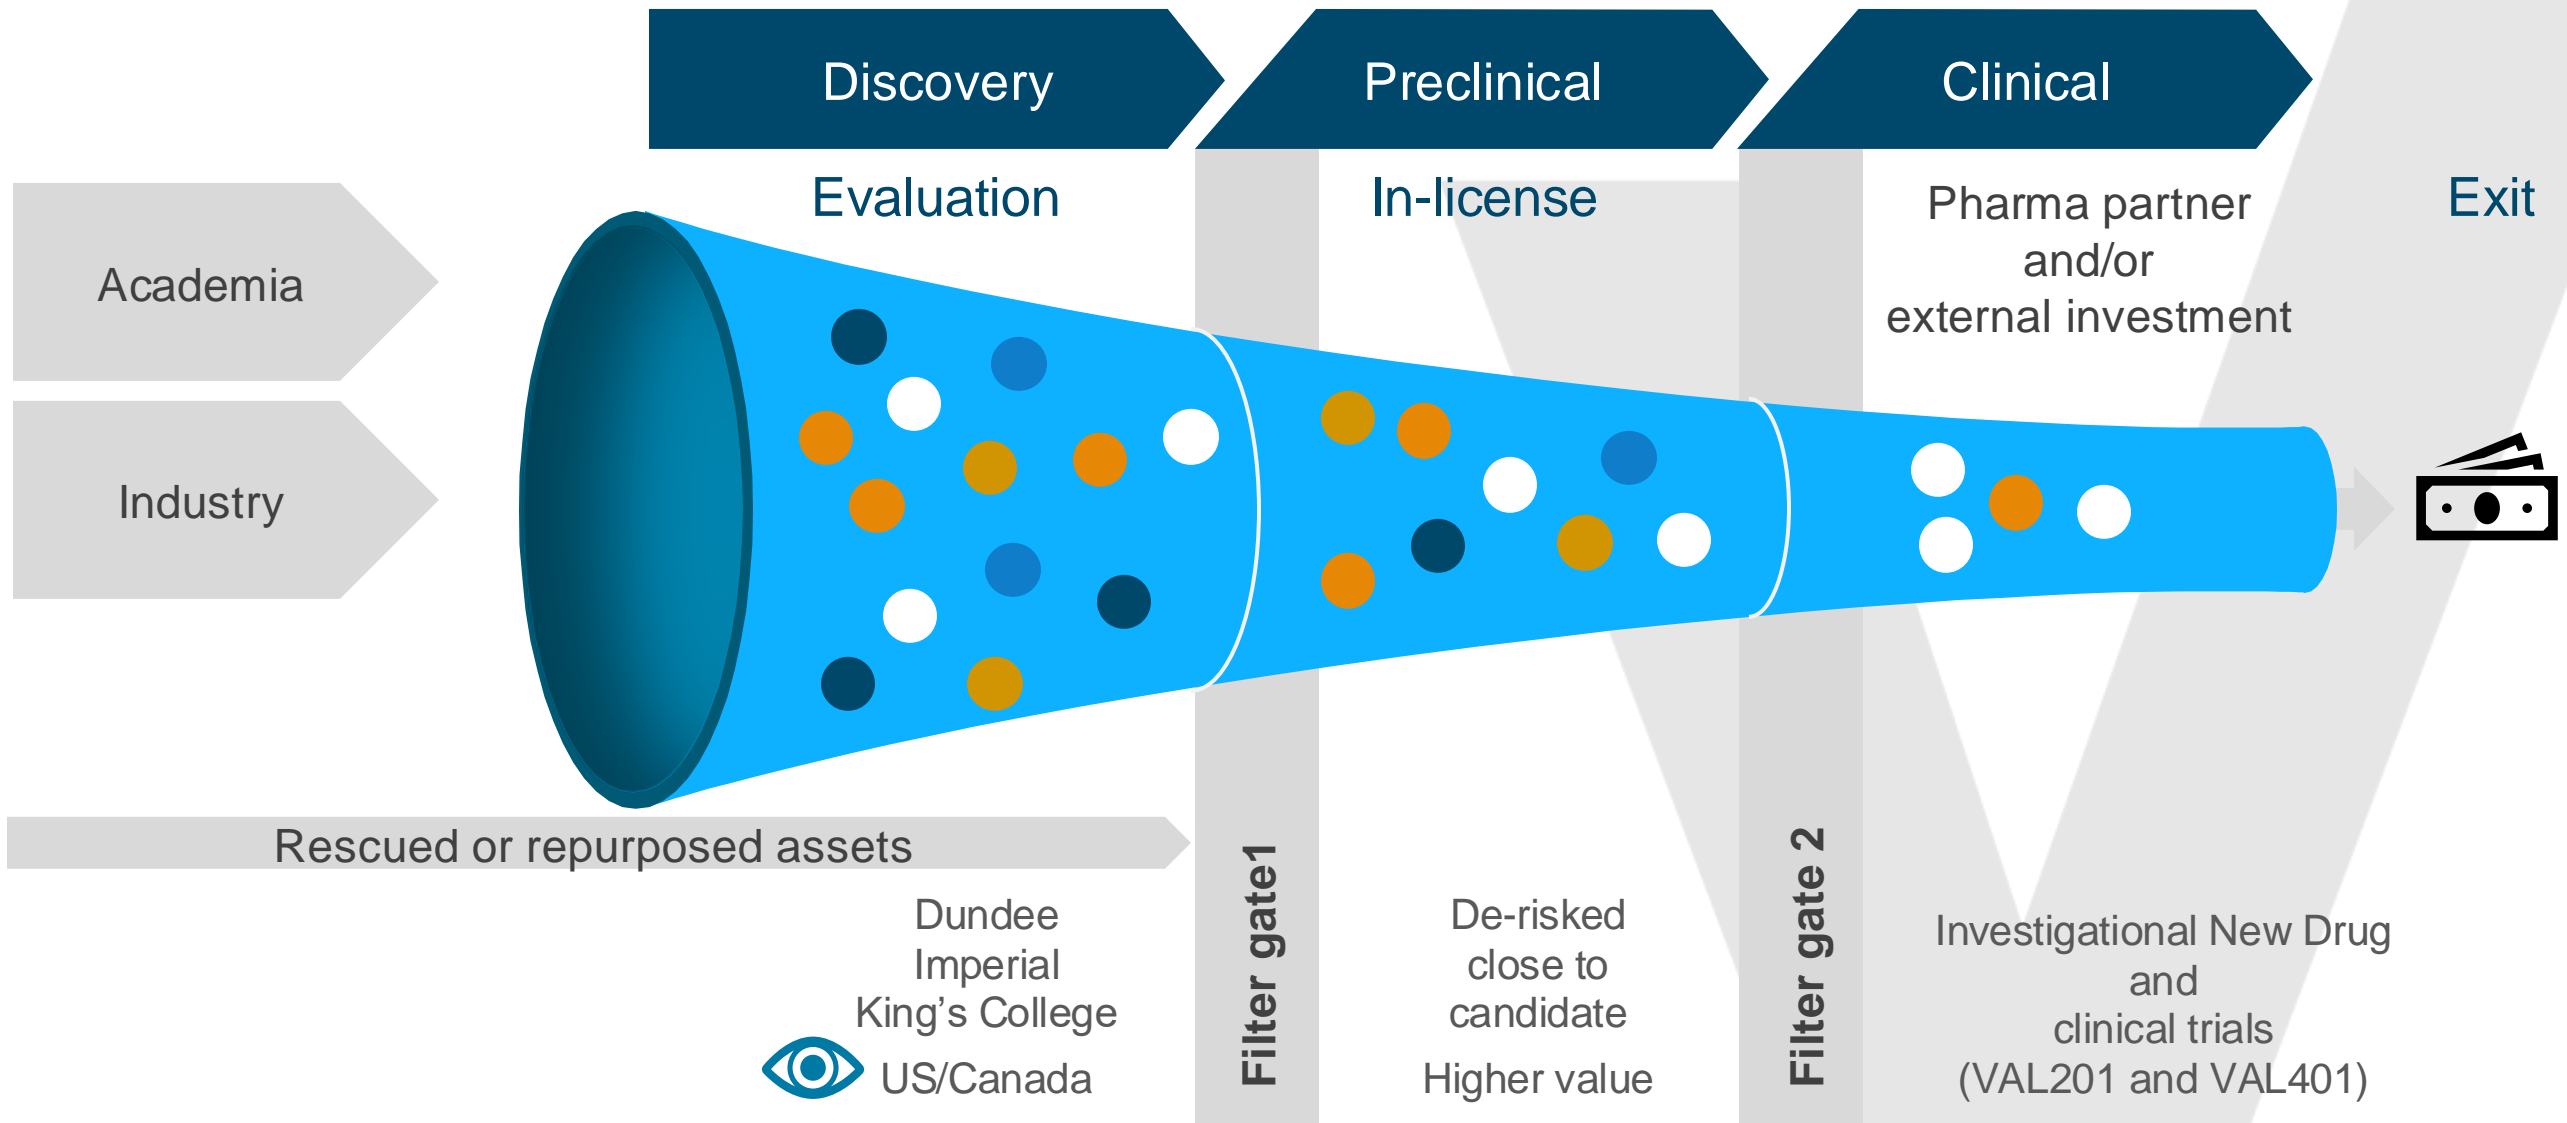 Discovery
Preclinical
Clinical
Evaluation
In-license
Pharma partner
and/or
external investment
Exit
Academia
Industry
Rescued or repurposed assets
Dundee
Imperial
King's College
US/Canada
Filter gate1
De-risked
close to
candidate
Higher value
Filter gate 2
Investigational New Drug
and
clinical trials
(VAL201 and VAL401)